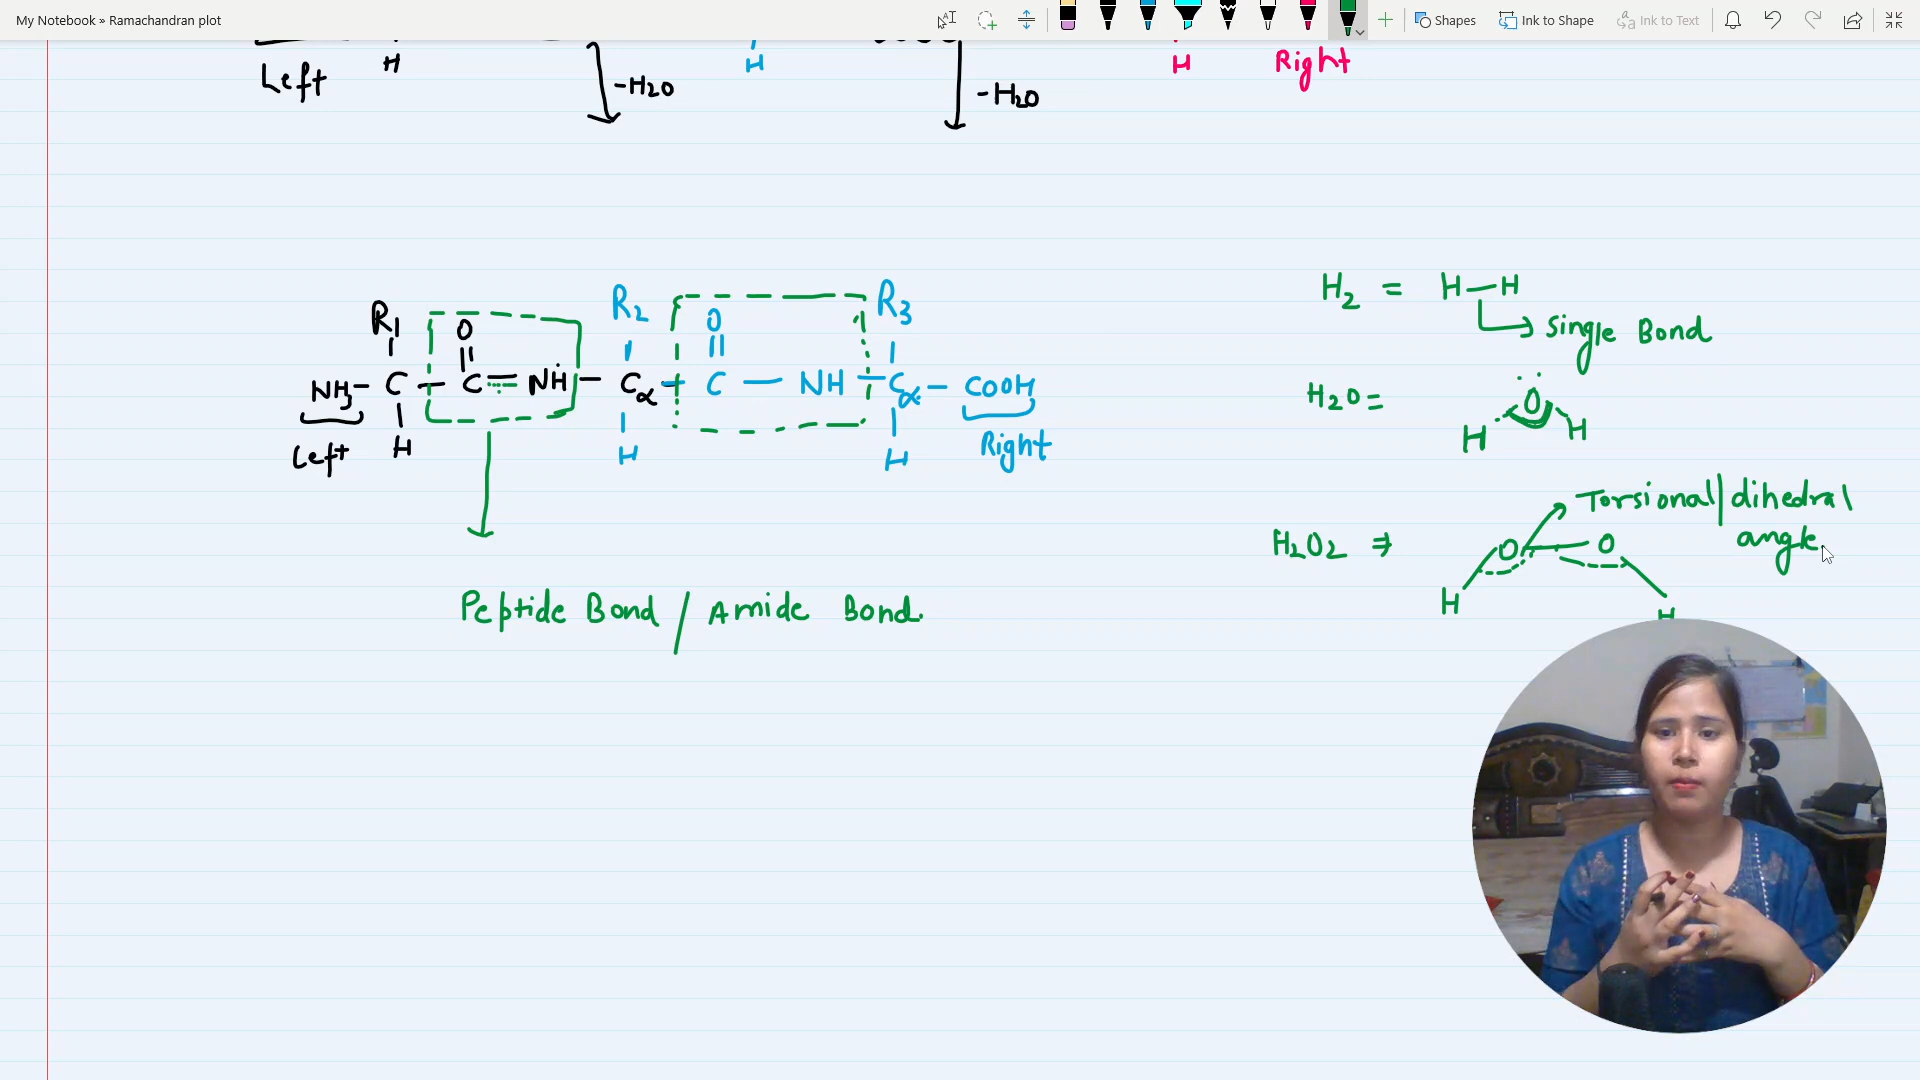 My Notebook » Ramachandran plot
Shapes Ink to Shape Ink to Text
Left H -H2O H -H2O H Right
R1 O R2 O R3
NH3 - C - C = NH - Cα - C - NH - Cα - COOH
Left H H H Right
Peptide Bond / Amide Bond.
H2 = H-H
Single Bond
H2O = O
H H
Torsional/dihedral
angle
H2O2 ⇒ O O
H H